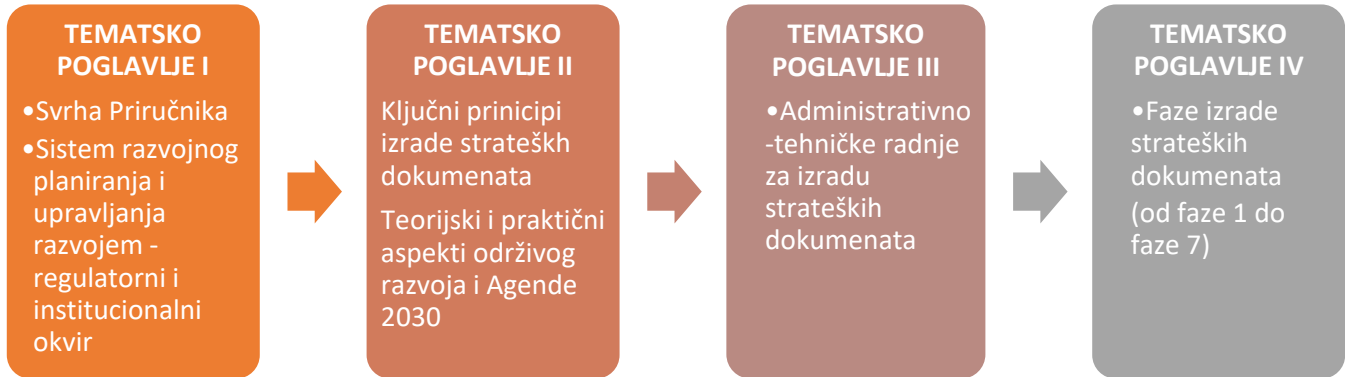 TEMATSKO
POGLAVLJE I
•Svrha Priručnika
•Sistem razvojnog
planiranja i
upravljanja
razvojem -
regulatorni i
institucionalni
okvir
TEMATSKO
POGLAVLJE II
Ključni prinicipi
izrade strateškh
dokumenata
Teorijski i praktični
aspekti održivog
razvoja i Agende
2030
TEMATSKO
POGLAVLJE III
•Administrativno
-tehničke radnje
za izradu
strateških
dokumenata
TEMATSKO
POGLAVLJE IV
•Faze izrade
strateških
dokumenata
(od faze 1 do
faze 7)